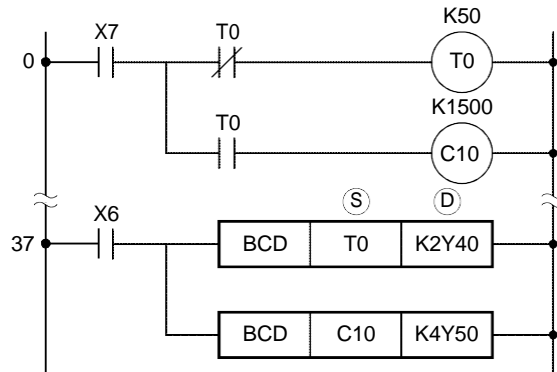 K50
X7 T0
0 T0
K1500
T0
C10
X6 S D
37 BCD T0 K2Y40
BCD C10 K4Y50